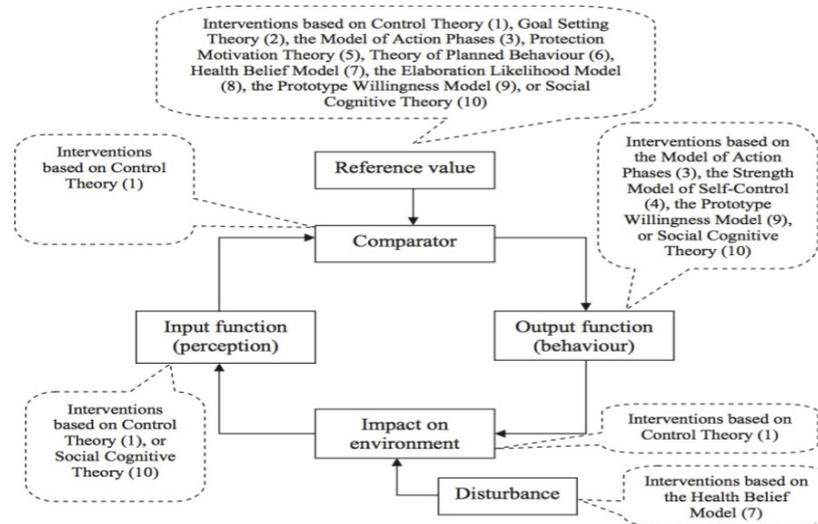 Interventions based on Control Theory (1), Goal Setting
Theory (2), the Model of Action Phases (3), Protection
Motivation Theory (5), Theory of Planned Behaviour (6),
Health Belief Model (7), the Elaboration Likelihood Model
(8), the Prototype Willingness Model (9), or Social
Cognitive Theory (10)
Interventions
based on Control
Theory (1)
Reference value
Interventions based on
the Model of Action
Phases (3), the Strength
Model of Self-Control
(4), the Prototype
Willingness Model (9),
or Social Cognitive
Theory (10)
Comparator
Input function
(perception)
Output function
(behaviour)
Interventions
based on Control
Theory (1), or
Social Cognitive
Theory (10)
Impact on
environment
Interventions based on
Control Theory (1)
Disturbance
Interventions based on
the Health Belief
Model (7)